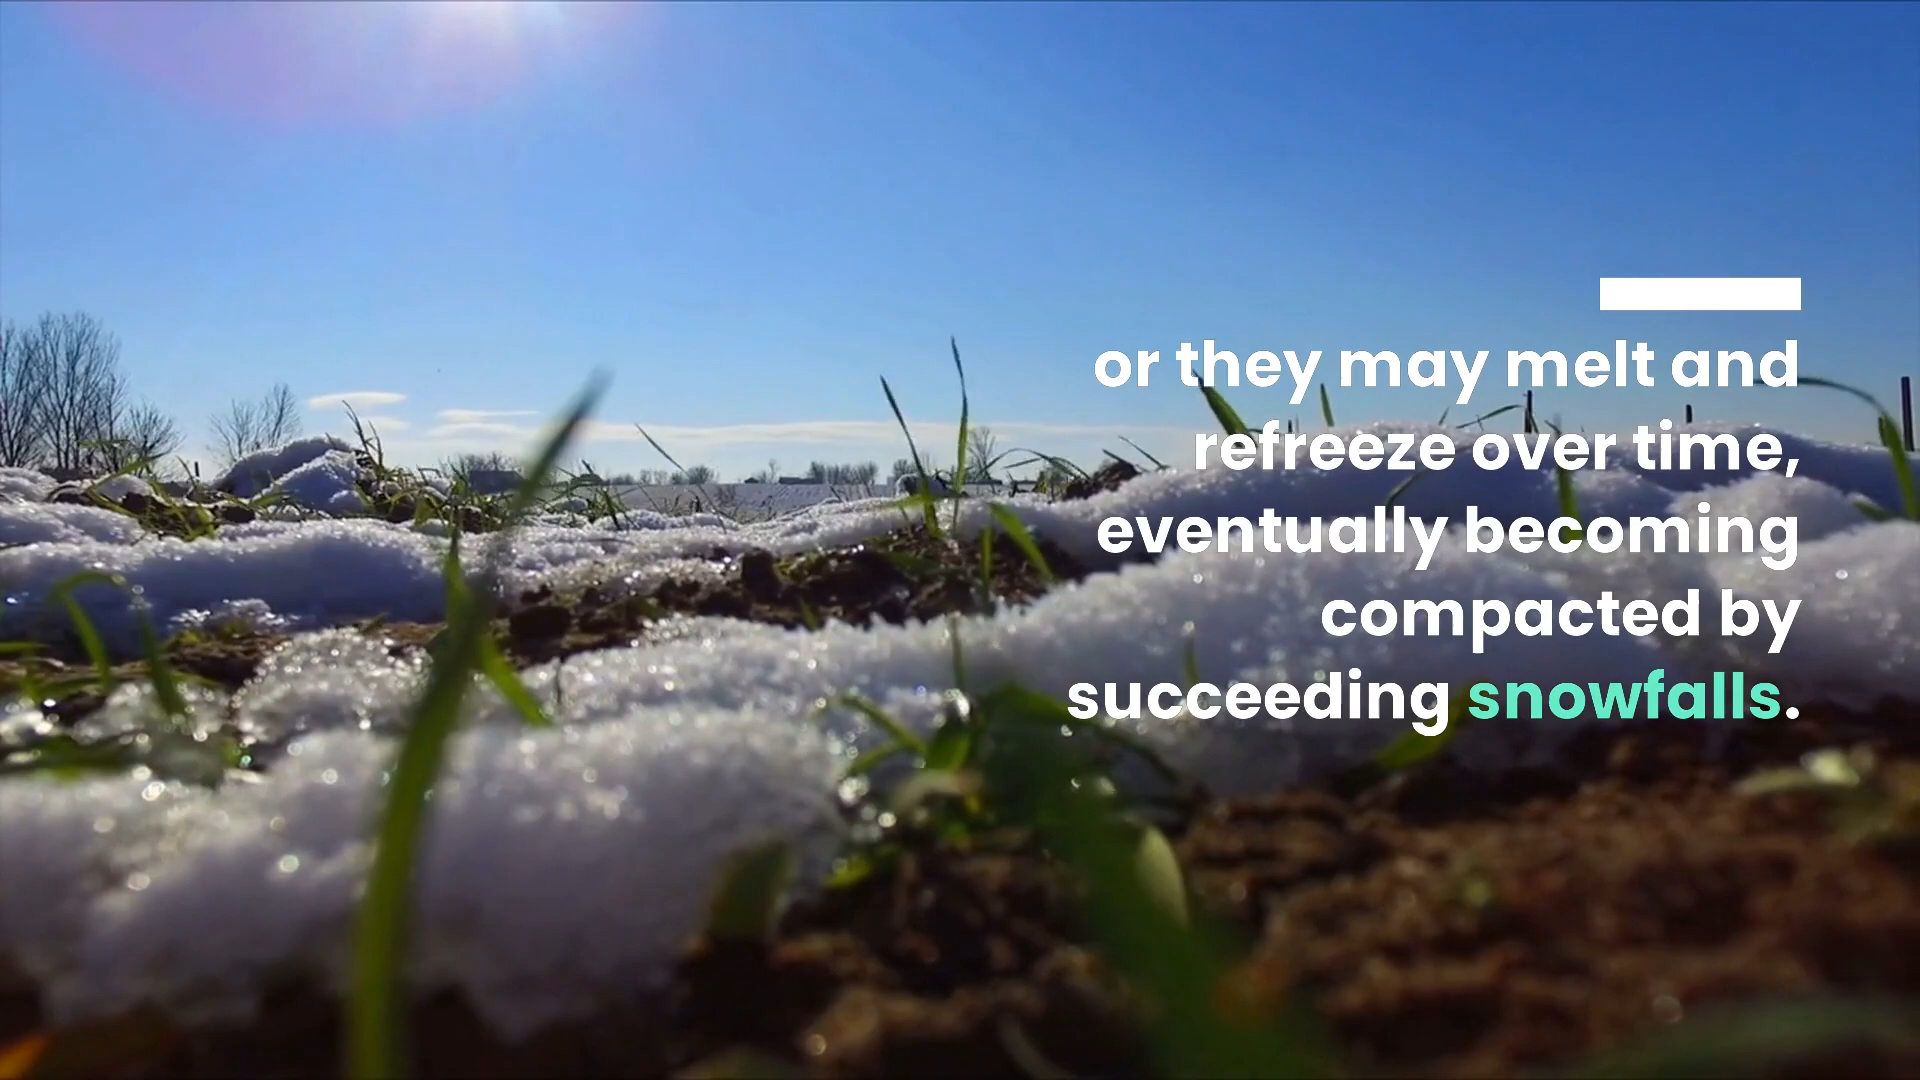 or they may melt and
refreeze over time,
eventually becoming
compacted by
succeeding snowfalls.